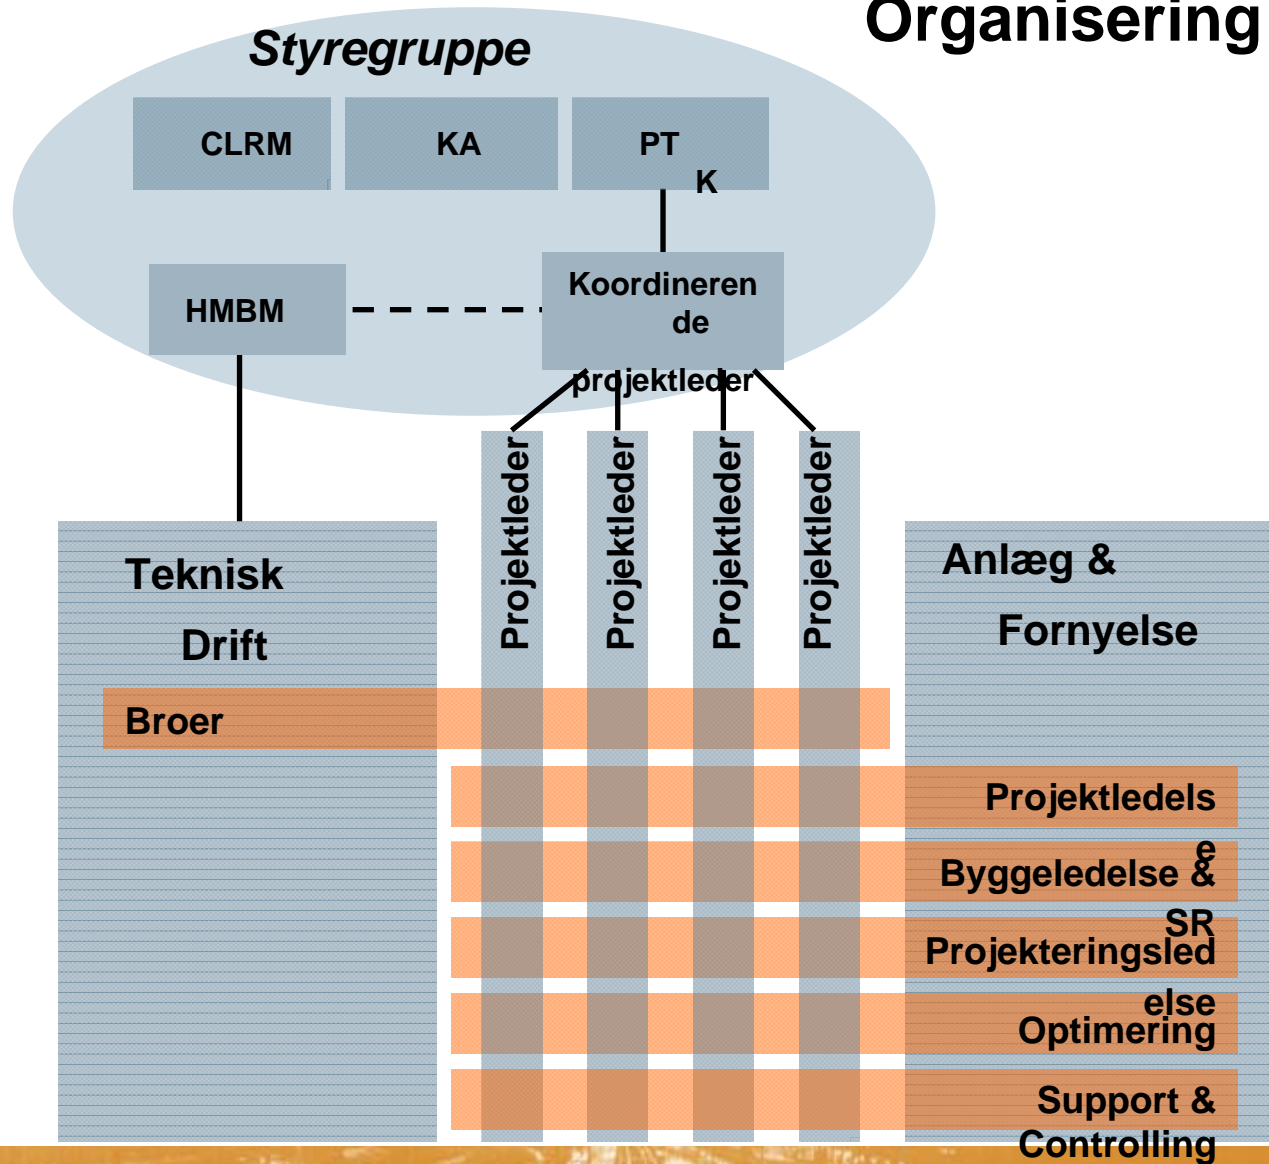 Organisering
Styregruppe
CLRM
KA
PT
K
HMBM
Koordineren
de
projektleder
Projektleder
Projektleder
Projektleder
Projektleder
Teknisk
Drift
Anlæg &
Fornyelse
Broer
Projektledels
e
Byggeledelse &
SR
Projekteringsled
else
Optimering
Support &
Controlling